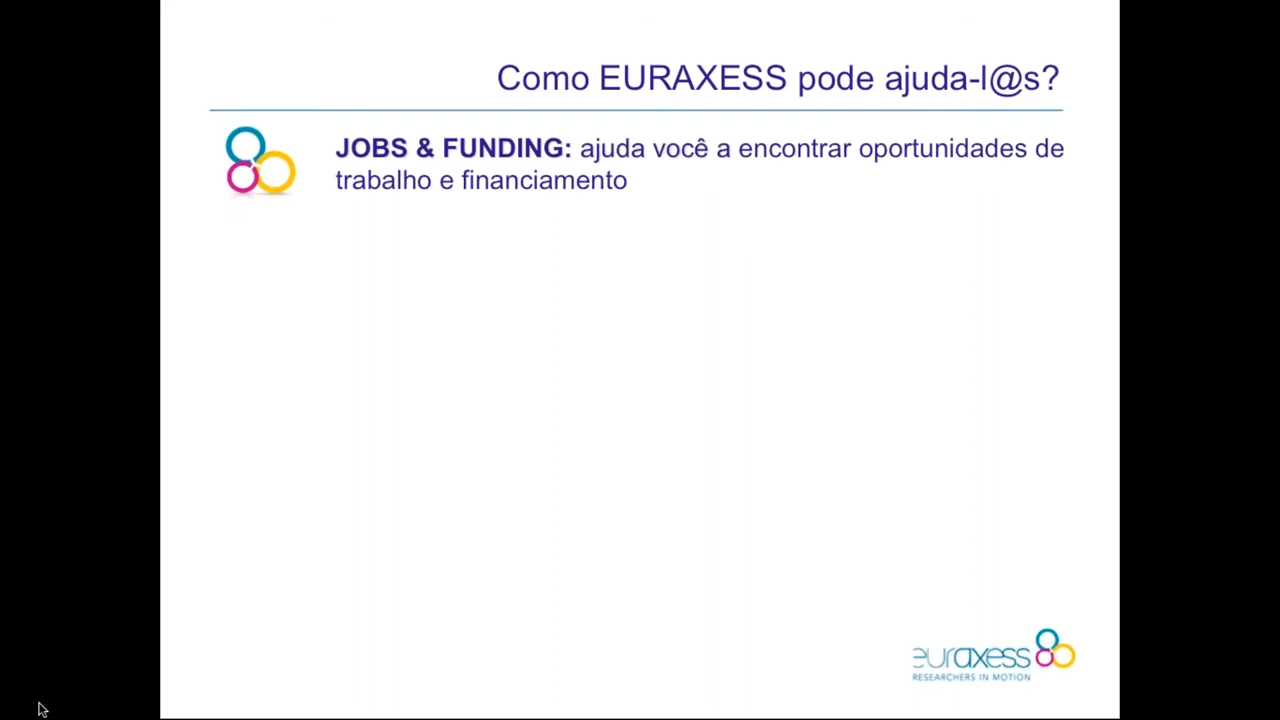 Como EURAXESS pode ajuda-l@s?
JOBS & FUNDING: ajuda você a encontrar oportunidades de
trabalho e financiamento
euraxess
RESEARCHERS IN MOTION